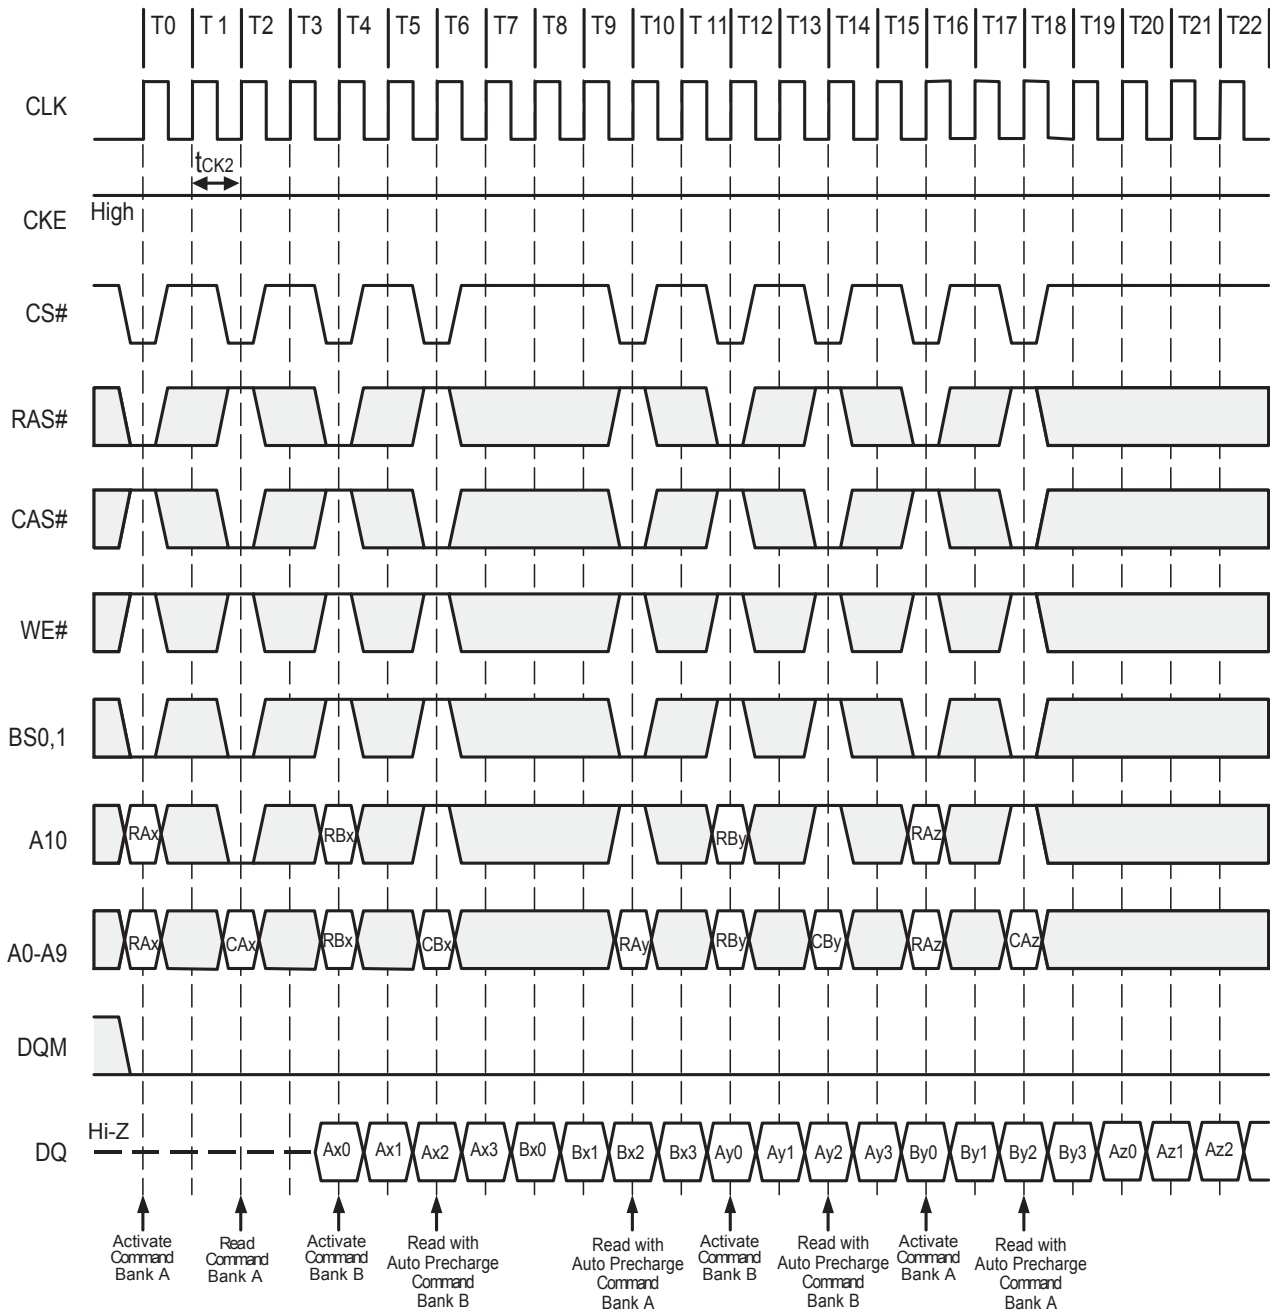 T0 T1 T2 T3 T4 T5 T6 T7 T8 T9 T10 T11 T12 T13 T14 T15 T16 T17 T18 T19 T20 T21 T22
CLK
tCK2
CKE High
CS#
RAS#
CAS#
WE#
BS0,1
A10 RAx RBx RBy RAz
A0-A9 RAx CAx RBx CBx RAy RBy CBy RAz CAz
DQM
DQ Hi-Z Ax0 Ax1 Ax2 Ax3 Bx0 Bx1 Bx2 Bx3 Ay0 Ay1 Ay2 Ay3 By0 By1 By2 By3 Az0 Az1 Az2
Activate
Command
Bank A
Read
Command
Bank A
Activate
Command
Bank B
Read with
Auto Precharge
Command
Bank B
Read with
Auto Precharge
Command
Bank A
Activate
Command
Bank B
Read with
Auto Precharge
Command
Bank B
Activate
Command
Bank A
Read with
Auto Precharge
Command
Bank A